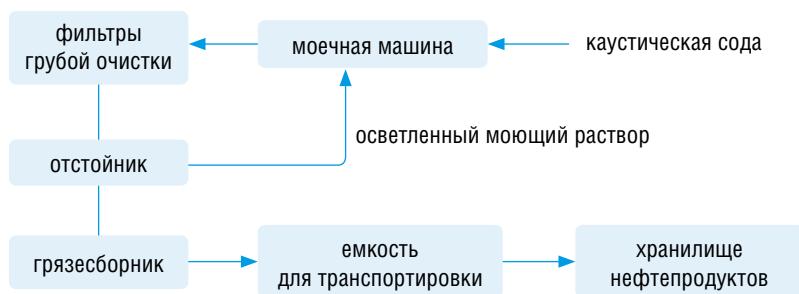 фильтры
грубой очистки
моечная машина
каустическая сода
осветленный моющий раствор
отстойник
грязесборник
емкость
для транспортировки
хранилище
нефтепродуктов